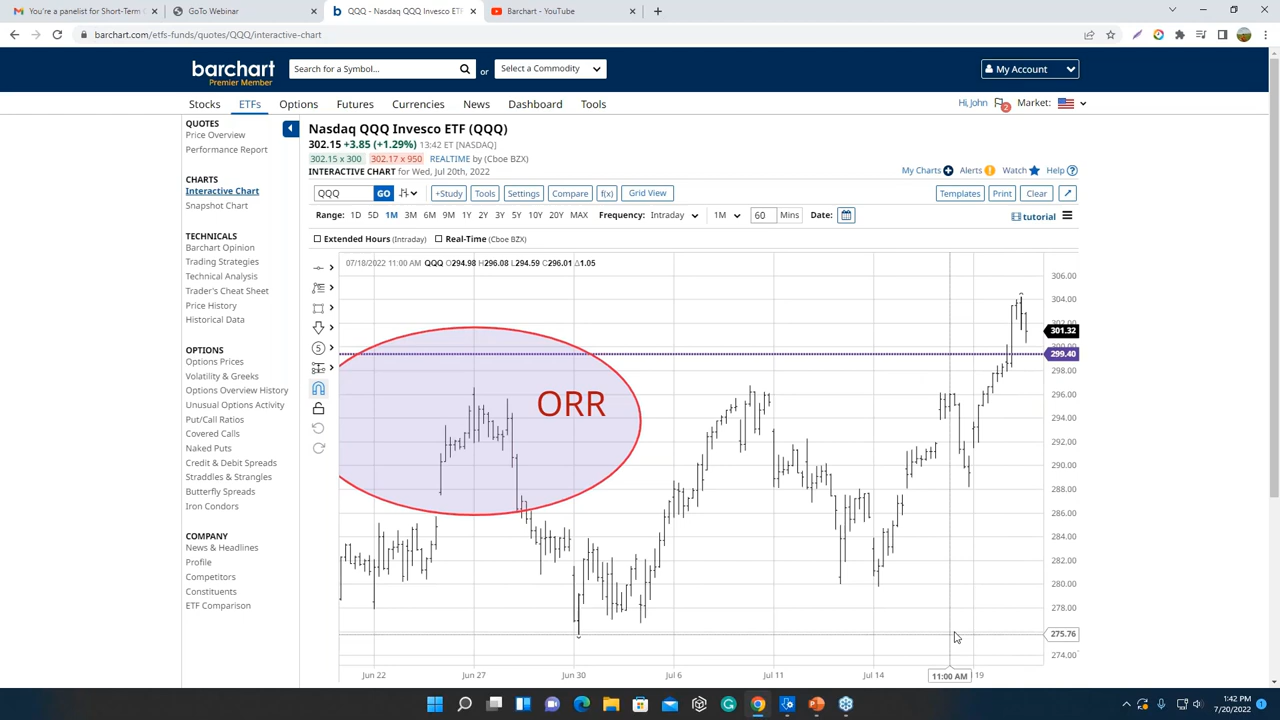 You're a panelist for Short-Term
GoTo Webinar
QQQ - Nasdaq QQQ Invesco ETF
Barchart - YouTube
barchart.com/etfs-funds/quotes/QQQ/interactive-chart
barchart
Premier Member
Search for a Symbol...
or
Select a Commodity
My Account
Stocks
ETFs
Options
Futures
Currencies
News
Dashboard
Tools
Hi, John
2
Market:
QUOTES
Price Overview
Performance Report
CHARTS
Interactive Chart
Snapshot Chart
TECHNICALS
Barchart Opinion
Trading Strategies
Technical Analysis
Trader's Cheat Sheet
Price History
Historical Data
OPTIONS
Options Prices
Volatility & Greeks
Options Overview History
Unusual Options Activity
Put/Call Ratios
Covered Calls
Naked Puts
Credit & Debit Spreads
Straddles & Strangles
Butterfly Spreads
Iron Condors
COMPANY
News & Headlines
Profile
Competitors
Constituents
ETF Comparison
Nasdaq QQQ Invesco ETF (QQQ)
302.15 +3.85 (+1.29%) 13:42 ET [NASDAQ]
302.15 x 300 302.17 x 950 REALTIME by (Cboe BZX)
INTERACTIVE CHART for Wed, Jul 20th, 2022
My Charts Alerts Watch Help
QQQ GO +Study Tools Settings Compare f(x) Grid View Templates Print Clear
Range: 1D 5D 1M 3M 6M 9M 1Y 2Y 3Y 5Y 10Y 20Y MAX Frequency: Intraday 1M 60 Mins Date: tutorial
Extended Hours (Intraday) Real-Time (Cboe BZX)
07/18/2022 11:00 AM QQQ O294.98 H296.08 L294.59 C296.01 Δ1.05
ORR
306.00
304.00
302.00
301.32
300.00
299.40
298.00
296.00
294.00
292.00
290.00
288.00
286.00
284.00
282.00
280.00
278.00
275.76
274.00
Jun 22
Jun 27
Jun 30
Jul 6
Jul 11
Jul 14
11:00 AM
19
1:42 PM
7/20/2022